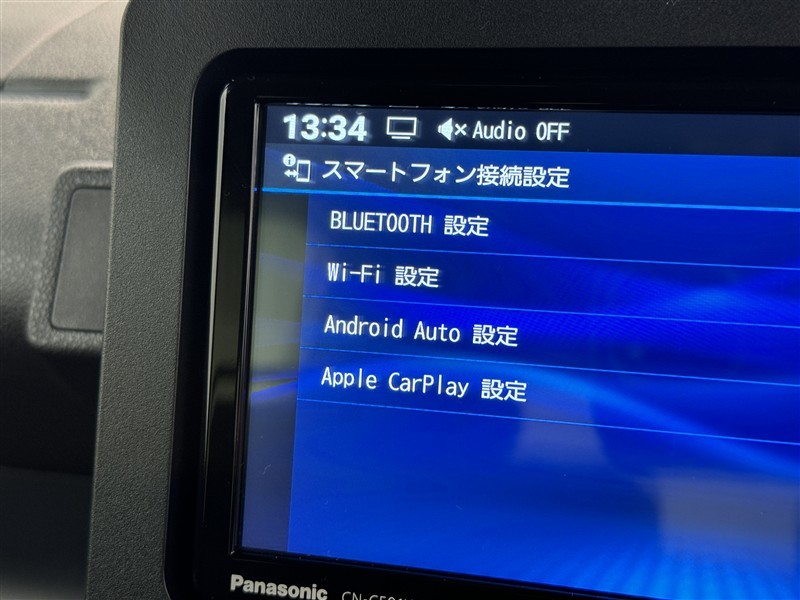 13:34 Audio OFF
スマートフォン接続設定
BLUETOOTH 設定
Wi-Fi 設定
Android Auto 設定
Apple CarPlay 設定
Panasonic